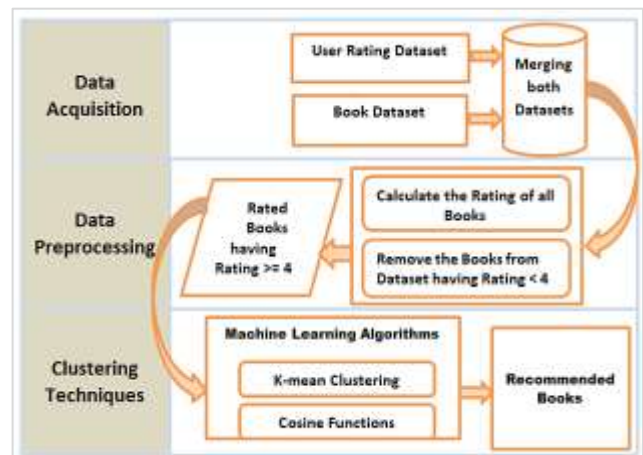 Data
Acquisition
User Rating Dataset
Book Dataset
Merging
both
Datasets
Data
Preprocessing
Rated
Books
having
Rating >= 4
Calculate the Rating of all
Books
Remove the Books from
Dataset having Rating < 4
Clustering
Techniques
Machine Learning Algorithms
K-mean Clustering
Cosine Functions
Recommended
Books